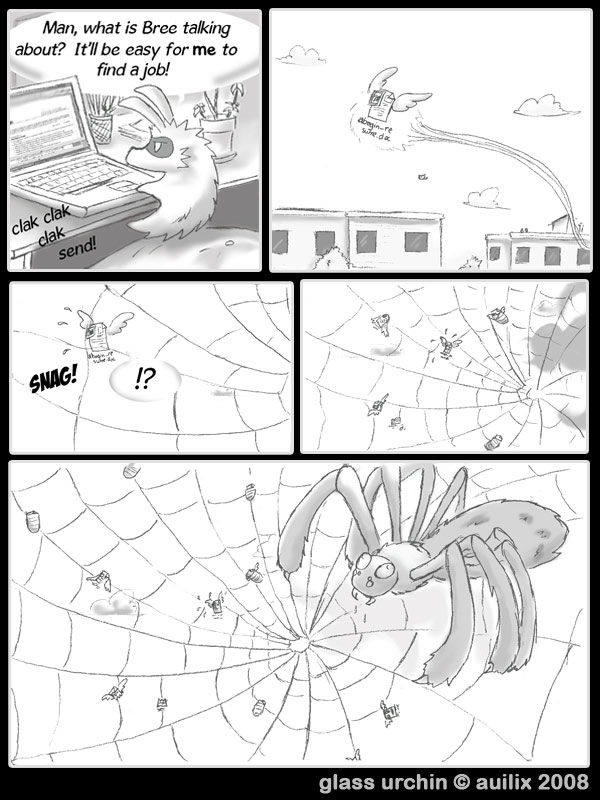 Man, what is Bree talking
about? It'll be easy for me to
find a job!
clak clak
clak
send!
SNAG!
!?
glass urchin © auilix 2008